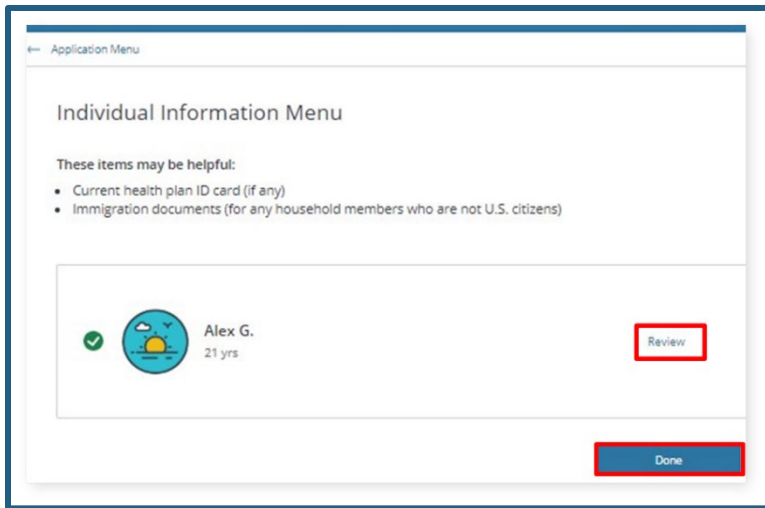 ← Application Menu
Individual Information Menu
These items may be helpful:
• Current health plan ID card (if any)
• Immigration documents (for any household members who are not U.S. citizens)
Alex G.
21 yrs
Review
Done